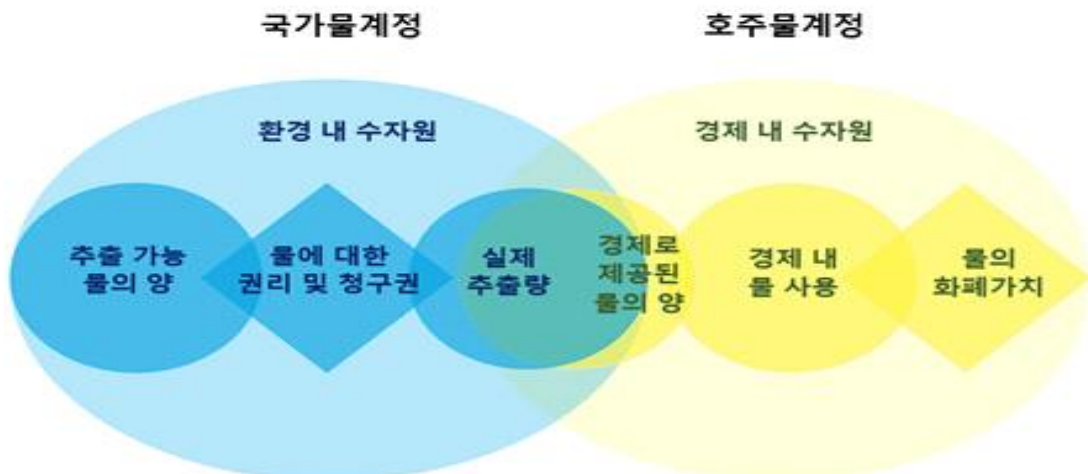 국가물계정
호주물계정
환경 내 수자원
경제 내 수자원
추출 가능
물의 양
물에 대한
권리 및 청구권
실제
추출량
경제로
제공된
물의 양
경제 내
물 사용
물의
화폐가치